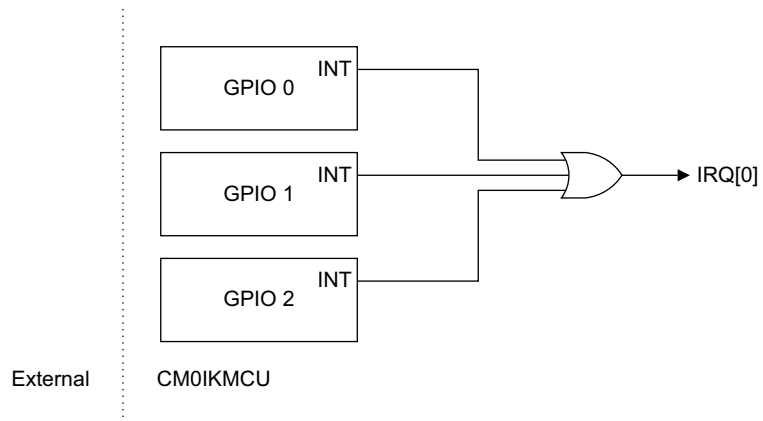 INT
GPIO 0
INT
GPIO 1
IRQ[0]
INT
GPIO 2
External
CM0IKMCU